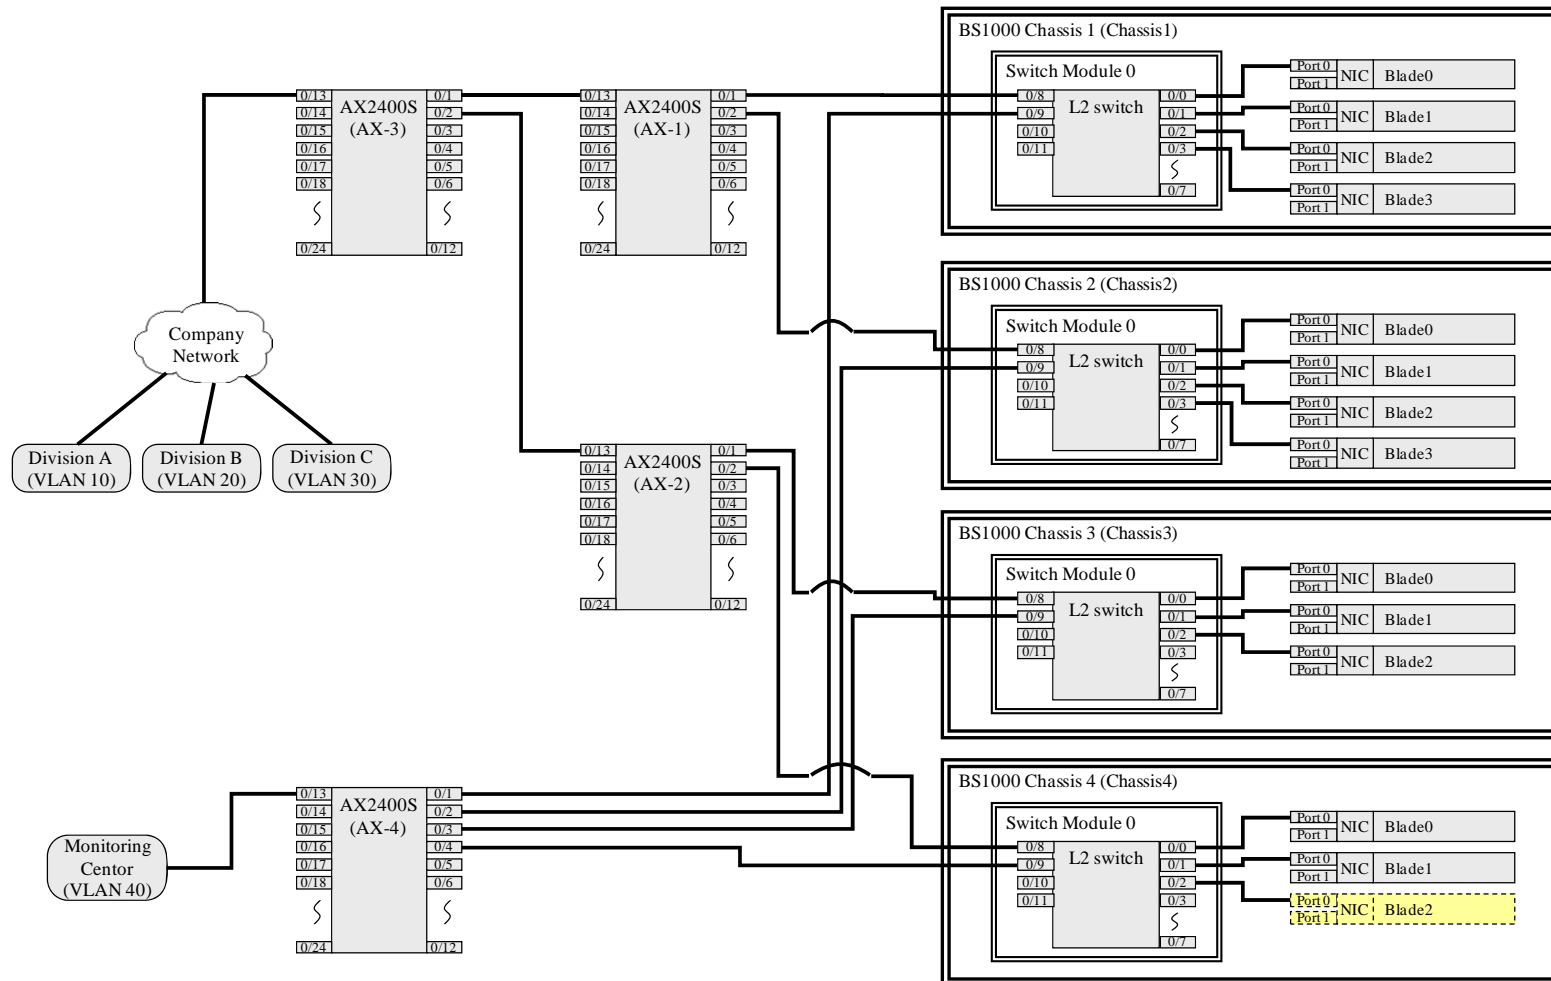 BS1000 Chassis 1 (Chassis1)
Switch Module 0
L2 switch
0/8
0/9
0/10
0/11
0/0
0/1
0/2
0/3
0/7
Port 0
Port 1
NIC
Blade0
Port 0
Port 1
NIC
Blade1
Port 0
Port 1
NIC
Blade2
Port 0
Port 1
NIC
Blade3
0/13
0/14
0/15
0/16
0/17
0/18
0/24
AX2400S
(AX-3)
0/1
0/2
0/3
0/4
0/5
0/6
0/12
0/13
0/14
0/15
0/16
0/17
0/18
0/24
AX2400S
(AX-1)
0/1
0/2
0/3
0/4
0/5
0/6
0/12
BS1000 Chassis 2 (Chassis2)
Switch Module 0
L2 switch
0/8
0/9
0/10
0/11
0/0
0/1
0/2
0/3
0/7
Port 0
Port 1
NIC
Blade0
Port 0
Port 1
NIC
Blade1
Port 0
Port 1
NIC
Blade2
Port 0
Port 1
NIC
Blade3
Company
Network
Division A
(VLAN 10)
Division B
(VLAN 20)
Division C
(VLAN 30)
0/13
0/14
0/15
0/16
0/17
0/18
0/24
AX2400S
(AX-2)
0/1
0/2
0/3
0/4
0/5
0/6
0/12
BS1000 Chassis 3 (Chassis3)
Switch Module 0
L2 switch
0/8
0/9
0/10
0/11
0/0
0/1
0/2
0/3
0/7
Port 0
Port 1
NIC
Blade0
Port 0
Port 1
NIC
Blade1
Port 0
Port 1
NIC
Blade2
Monitoring
Centor
(VLAN 40)
0/13
0/14
0/15
0/16
0/17
0/18
0/24
AX2400S
(AX-4)
0/1
0/2
0/3
0/4
0/5
0/6
0/12
BS1000 Chassis 4 (Chassis4)
Switch Module 0
L2 switch
0/8
0/9
0/10
0/11
0/0
0/1
0/2
0/3
0/7
Port 0
Port 1
NIC
Blade0
Port 0
Port 1
NIC
Blade1
Port 0
Port 1
NIC
Blade2